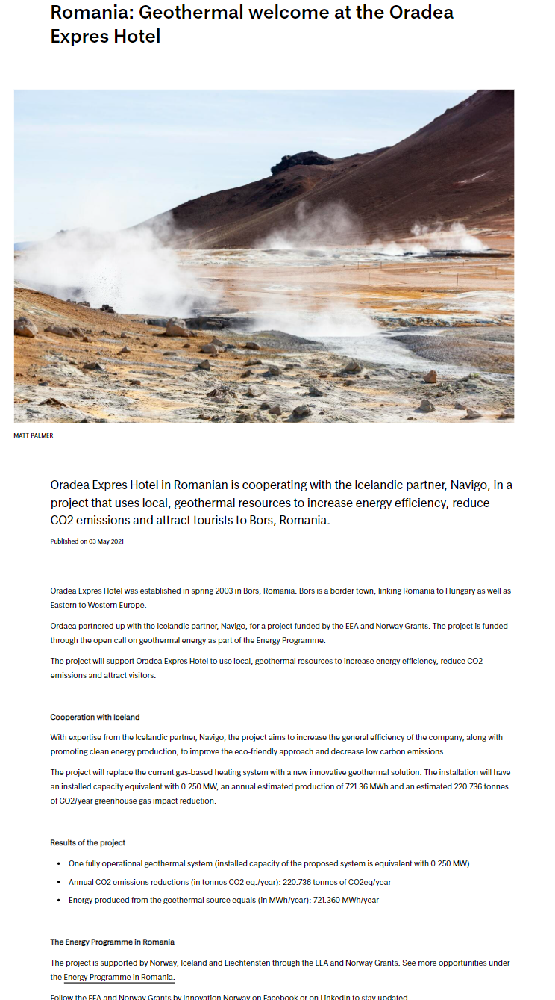 Romania: Geothermal welcome at the Oradea
Expres Hotel
MATT PALMER
Oradea Expres Hotel in Romanian is cooperating with the Icelandic partner, Navigo, in a
project that uses local, geothermal resources to increase energy efficiency, reduce
CO2 emissions and attract tourists to Bors, Romania.
Published on 03 May 2021
Oradea Expres Hotel was established in spring 2003 in Bors, Romania. Bors is a border town, linking Romania to Hungary as well as
Eastern to Western Europe.
Ordaea partnered up with the Icelandic partner, Navigo, for a project funded by the EEA and Norway Grants. The project is funded
through the open call on geothermal energy as part of the Energy Programme.
The project will support Oradea Expres Hotel to use local, geothermal resources to increase energy efficiency, reduce CO2
emissions and attract visitors.
Cooperation with Iceland
With expertise from the Icelandic partner, Navigo, the project aims to increase the general efficiency of the company, along with
promoting clean energy production, to improve the eco-friendly approach and decrease low carbon emissions.
The project will replace the current gas-based heating system with a new innovative geothermal solution. The installation will have
an installed capacity equivalent with 0.250 MW, an annual estimated production of 721.36 MWh and an estimated 220.736 tonnes
of CO2/year greenhouse gas impact reduction.
Results of the project
• One fully operational geothermal system (installed capacity of the proposed system is equivalent with 0.250 MW)
• Annual CO2 emissions reductions (in tonnes CO2 eq./year): 220.736 tonnes of CO2eq/year
• Energy produced from the goethermal source equals (in MWh/year): 721.360 MWh/year
The Energy Programme in Romania
The project is supported by Norway, Iceland and Liechtensten through the EEA and Norway Grants. See more opportunities under
the Energy Programme in Romania.
Follow the EEA and Norway Grants by Innovation Norway on Facebook or on LinkedIn to stay updated